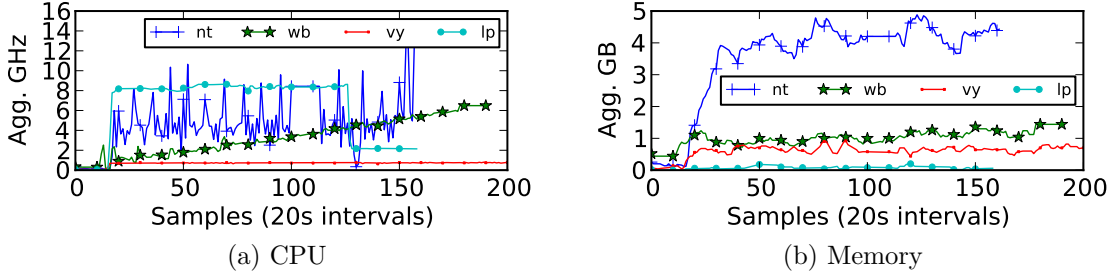 16
14
12
10
8
6
4
2
0
Agg. GHz
nt wb vy lp
0 50 100 150 200
Samples (20s intervals)
(a) CPU
5
4
3
2
1
0
Agg. GB
nt wb vy lp
0 50 100 150 200
Samples (20s intervals)
(b) Memory